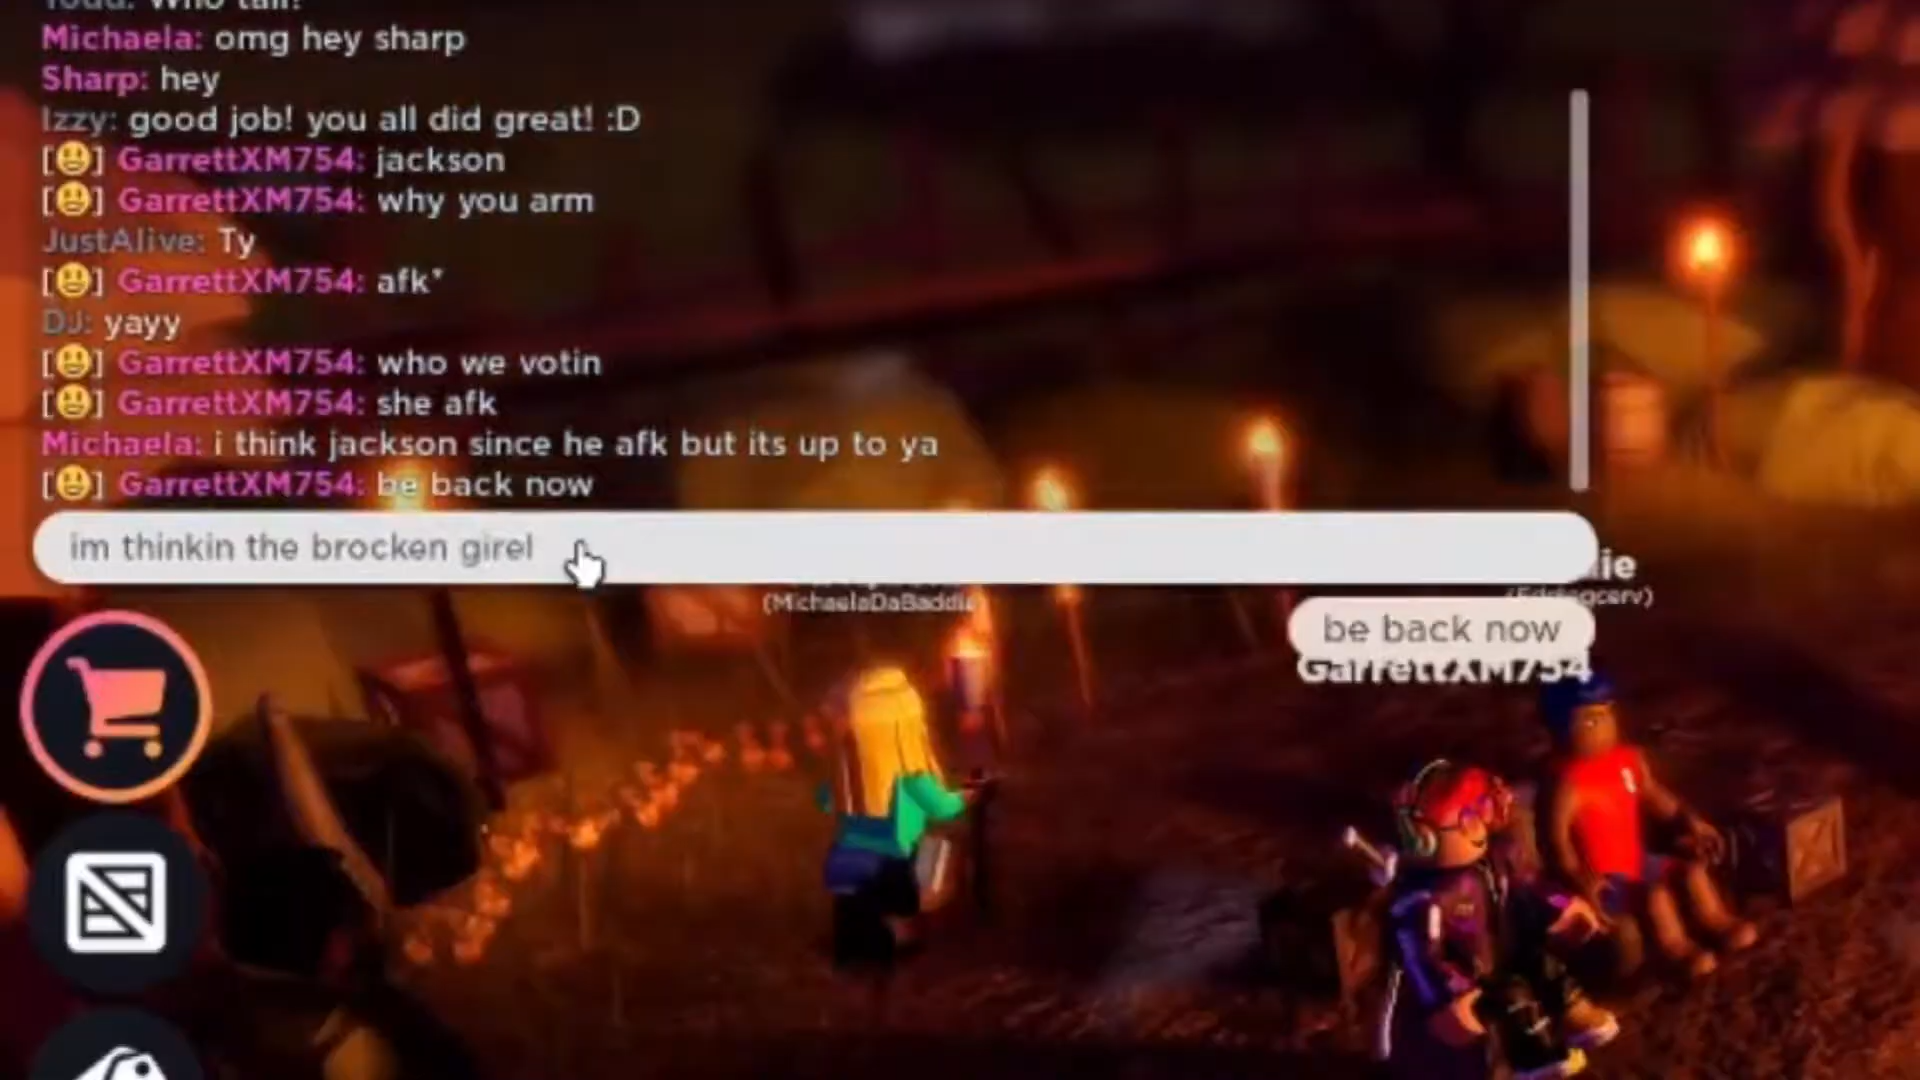 Todd: Who tall?
Michaela: omg hey sharp
Sharp: hey
Izzy: good job! you all did great! :D
[😃] GarrettXM754: jackson
[😃] GarrettXM754: why you arm
JustAlive: Ty
[😃] GarrettXM754: afk*
DJ: yayy
[😃] GarrettXM754: who we votin
[😃] GarrettXM754: she afk
Michaela: i think jackson since he afk but its up to ya
[😃] GarrettXM754: be back now
im thinkin the brocken girel
(MichaelaDaBaddie)
be back now
GarrettXM754